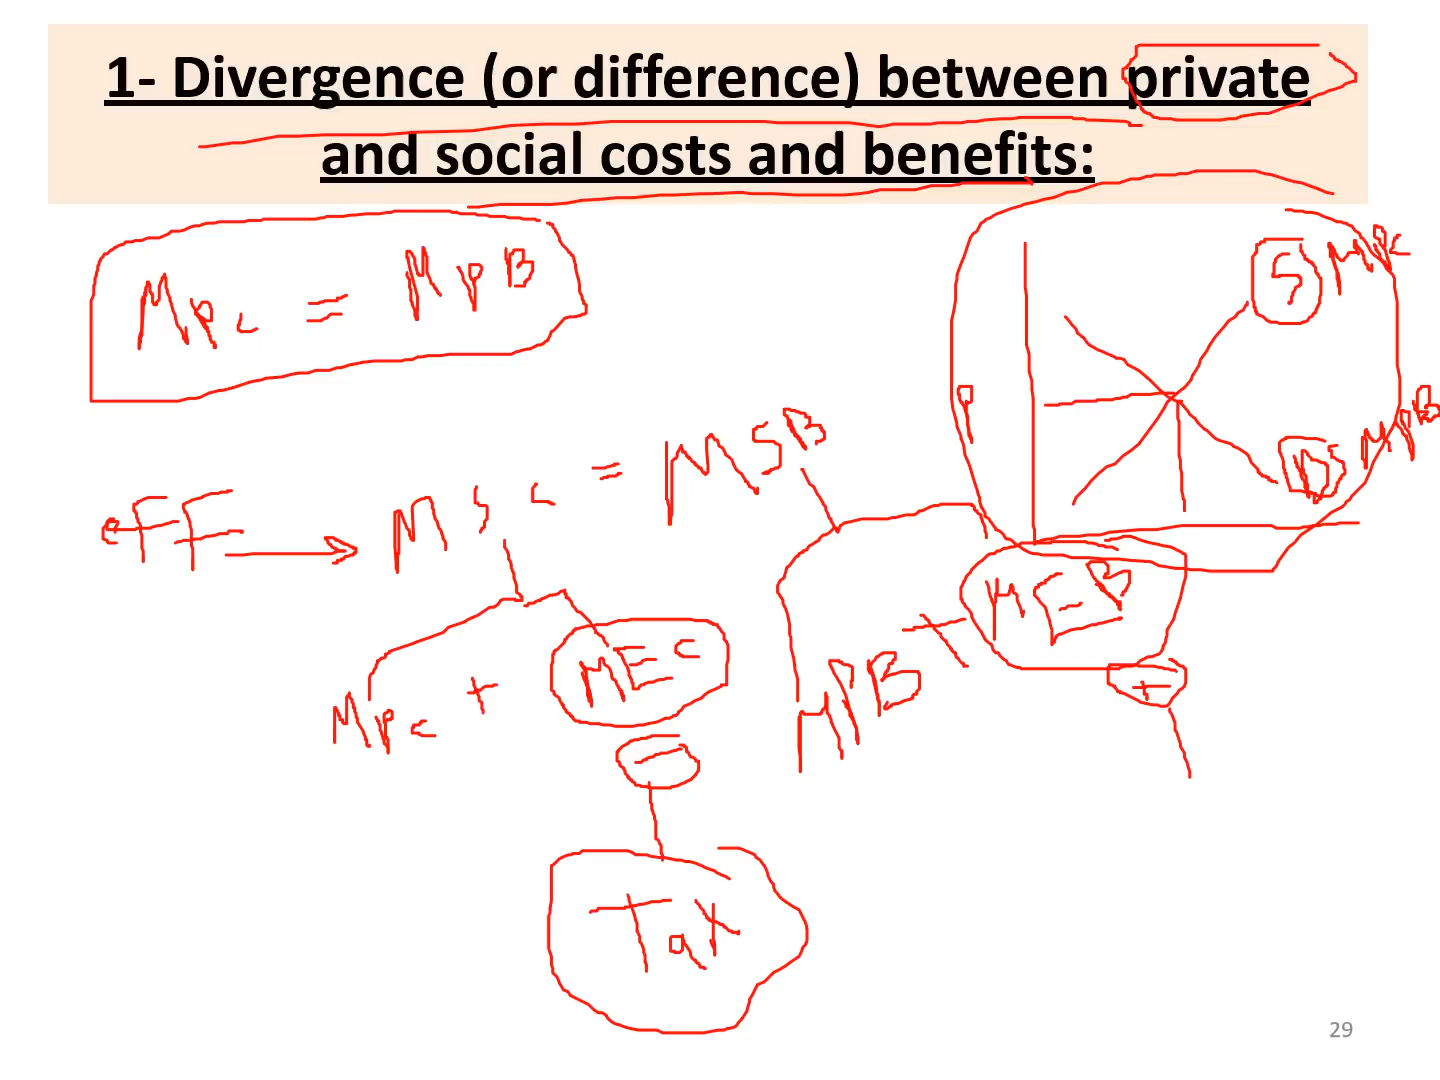 1- Divergence (or difference) between private
and social costs and benefits:
MPC = MPB
S MPC
P
D MPB
eFF → MSC = MSB
MPC + MEC
MPB + MEB
−
+
Tax
29